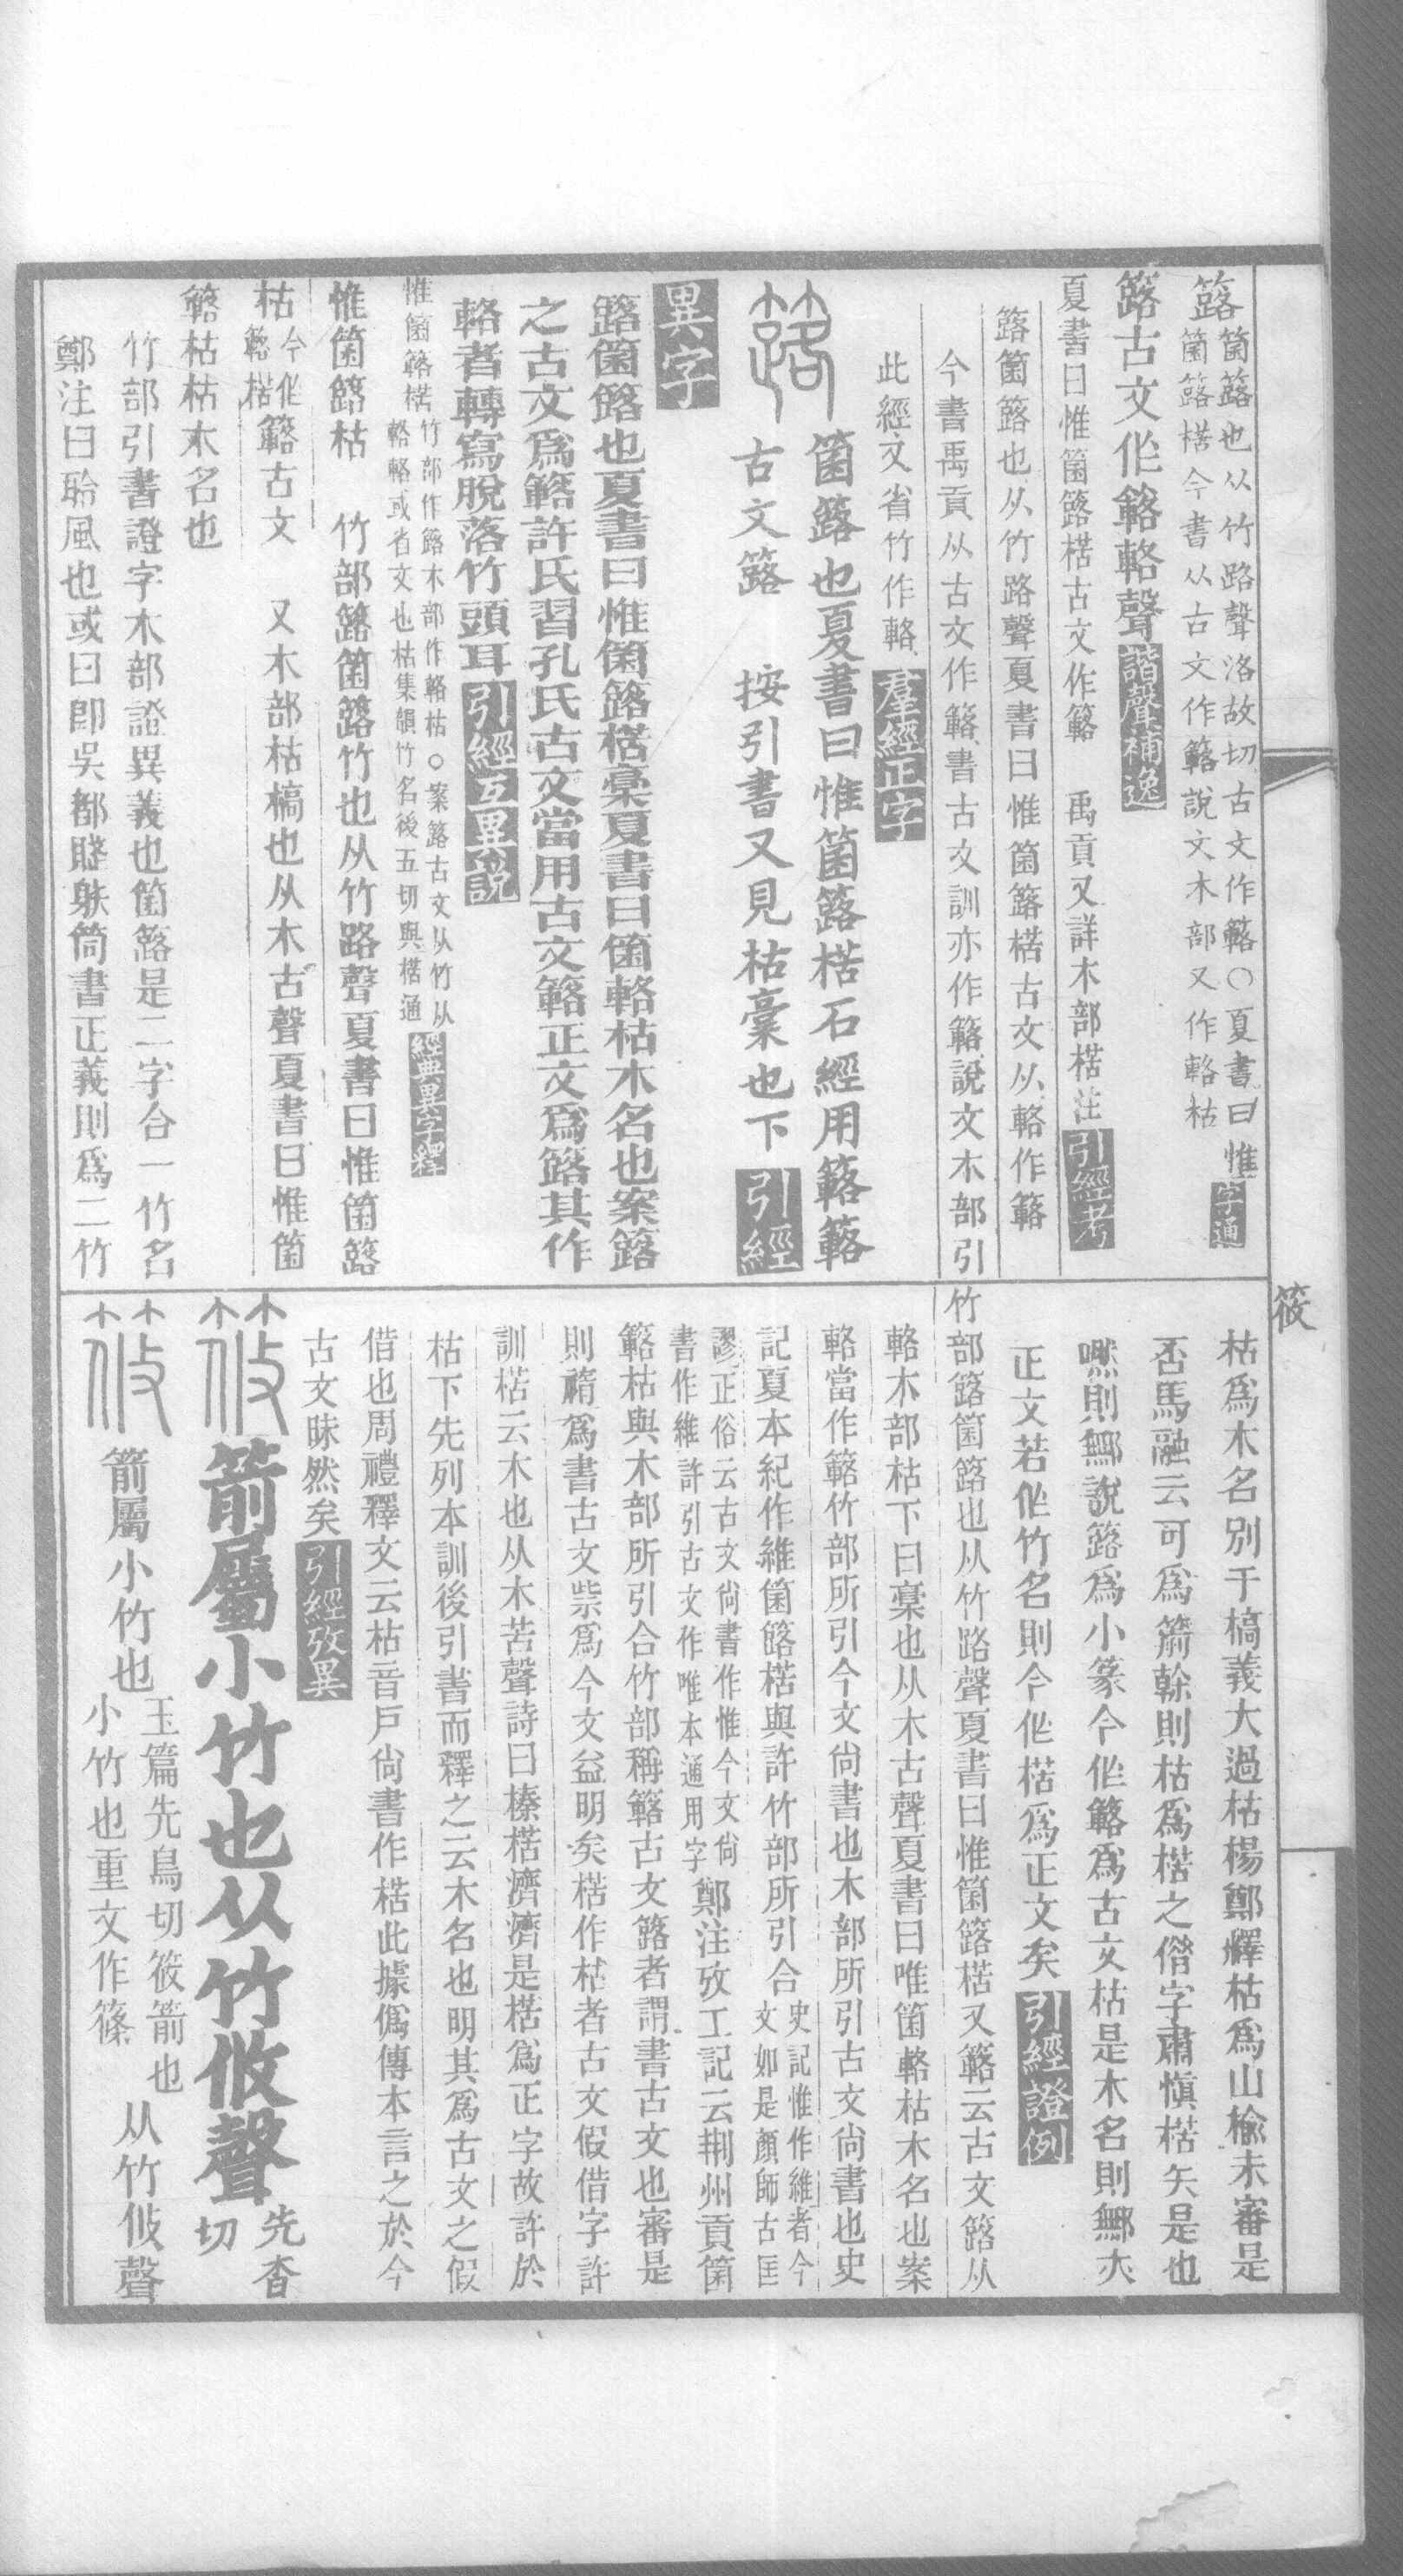 簬箘簬也从竹路聲洛故切古文作簵○夏書曰惟
箘簬楛今書从古文作簵說文木部又作輅枯字通
簬古文作簵輅聲諧聲補逸
夏書曰惟箘簬楛古文作簵　禹貢又詳木部楛注引經考
簬箘簬也从竹路聲夏書曰惟箘簬楛古文从輅作簵
今書禹貢从古文作簵書古文訓亦作簵說文木部引
此經文省竹作輅羣經正字
箘簬也夏書曰惟箘簬楛石經用簵簵
古文簬　按引書又見枯槀也下引經
異字
簬箘簬也夏書曰惟箘簬楛槀夏書曰箘輅枯木名也案簬
之古文爲簵許氏習孔氏古文當用古文簵正文爲簬其作
輅者轉寫脫落竹頭耳引經互異說
惟箘簵楛竹部作簬木部作輅枯○案簬古文从竹从
輅輅或省文也枯集韻竹名後五切與楛通經典異字釋
惟箘簬枯　竹部簬箘簬竹也从竹路聲夏書曰惟箘簬
枯今作簵楛簵古文　又木部枯槁也从木古聲夏書曰惟箘
簵枯枯木名也
竹部引書證字木部證異義也箘簬是二字合一竹名
鄭注曰聆風也或曰卽吳都賦䠶筒書正義則爲二竹
筱
枯爲木名別于槁義大過枯楊鄭釋枯爲山榆未審是
否馬融云可爲箭榦則枯爲楛之偕字肅愼楛矢是也
嘫則鄦說簬爲小篆今作簵爲古文枯是木名則鄦夶
正文若作竹名則今作楛爲正文矣引經證例
竹部簬箘簬也从竹路聲夏書曰惟箘簬楛又簵云古文簬从
輅木部枯下曰槀也从木古聲夏書曰唯箘輅枯木名也案
輅當作簵竹部所引今文尙書也木部所引古文尙書也史
記夏本紀作維箘簬楛與許竹部所引合史記惟作維者今文如是顏師古匡
謬正俗云古文尙書作惟今文尙書作維許引古文作唯本通用字鄭注攷工記云荆州貢箘
簵枯與木部所引合竹部稱簵古文簬者謂書古文也審是
則䄖爲書古文祟爲今文益明矣楛作枯者古文假借字許
訓楛云木也从木苦聲詩曰榛楛濟濟是楛爲正字故許於
枯下先列本訓後引書而釋之云木名也明其爲古文之假
借也周禮釋文云枯音戶尙書作楛此據僞傳本言之於今
古文昧然矣引經攷異
箭屬小竹也从竹攸聲先杳切
箭屬小竹也玉篇先鳥切筱箭也小竹也重文作篠　从竹攸聲